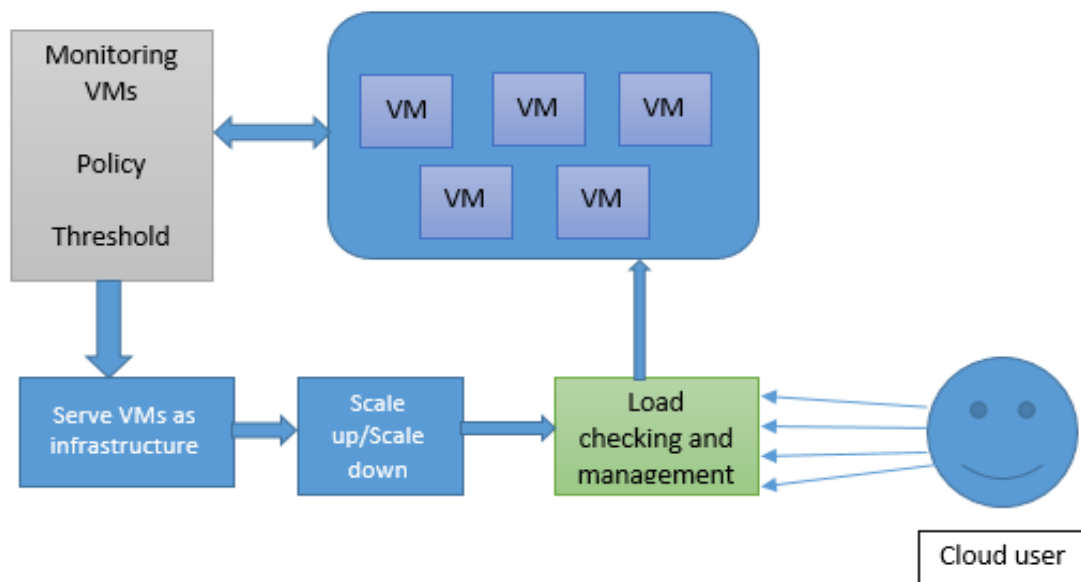 Monitoring
VMs
Policy
Threshold
VM
VM
VM
VM
VM
Serve VMs as
infrastructure
Scale
up/Scale
down
Load
checking and
management
Cloud user